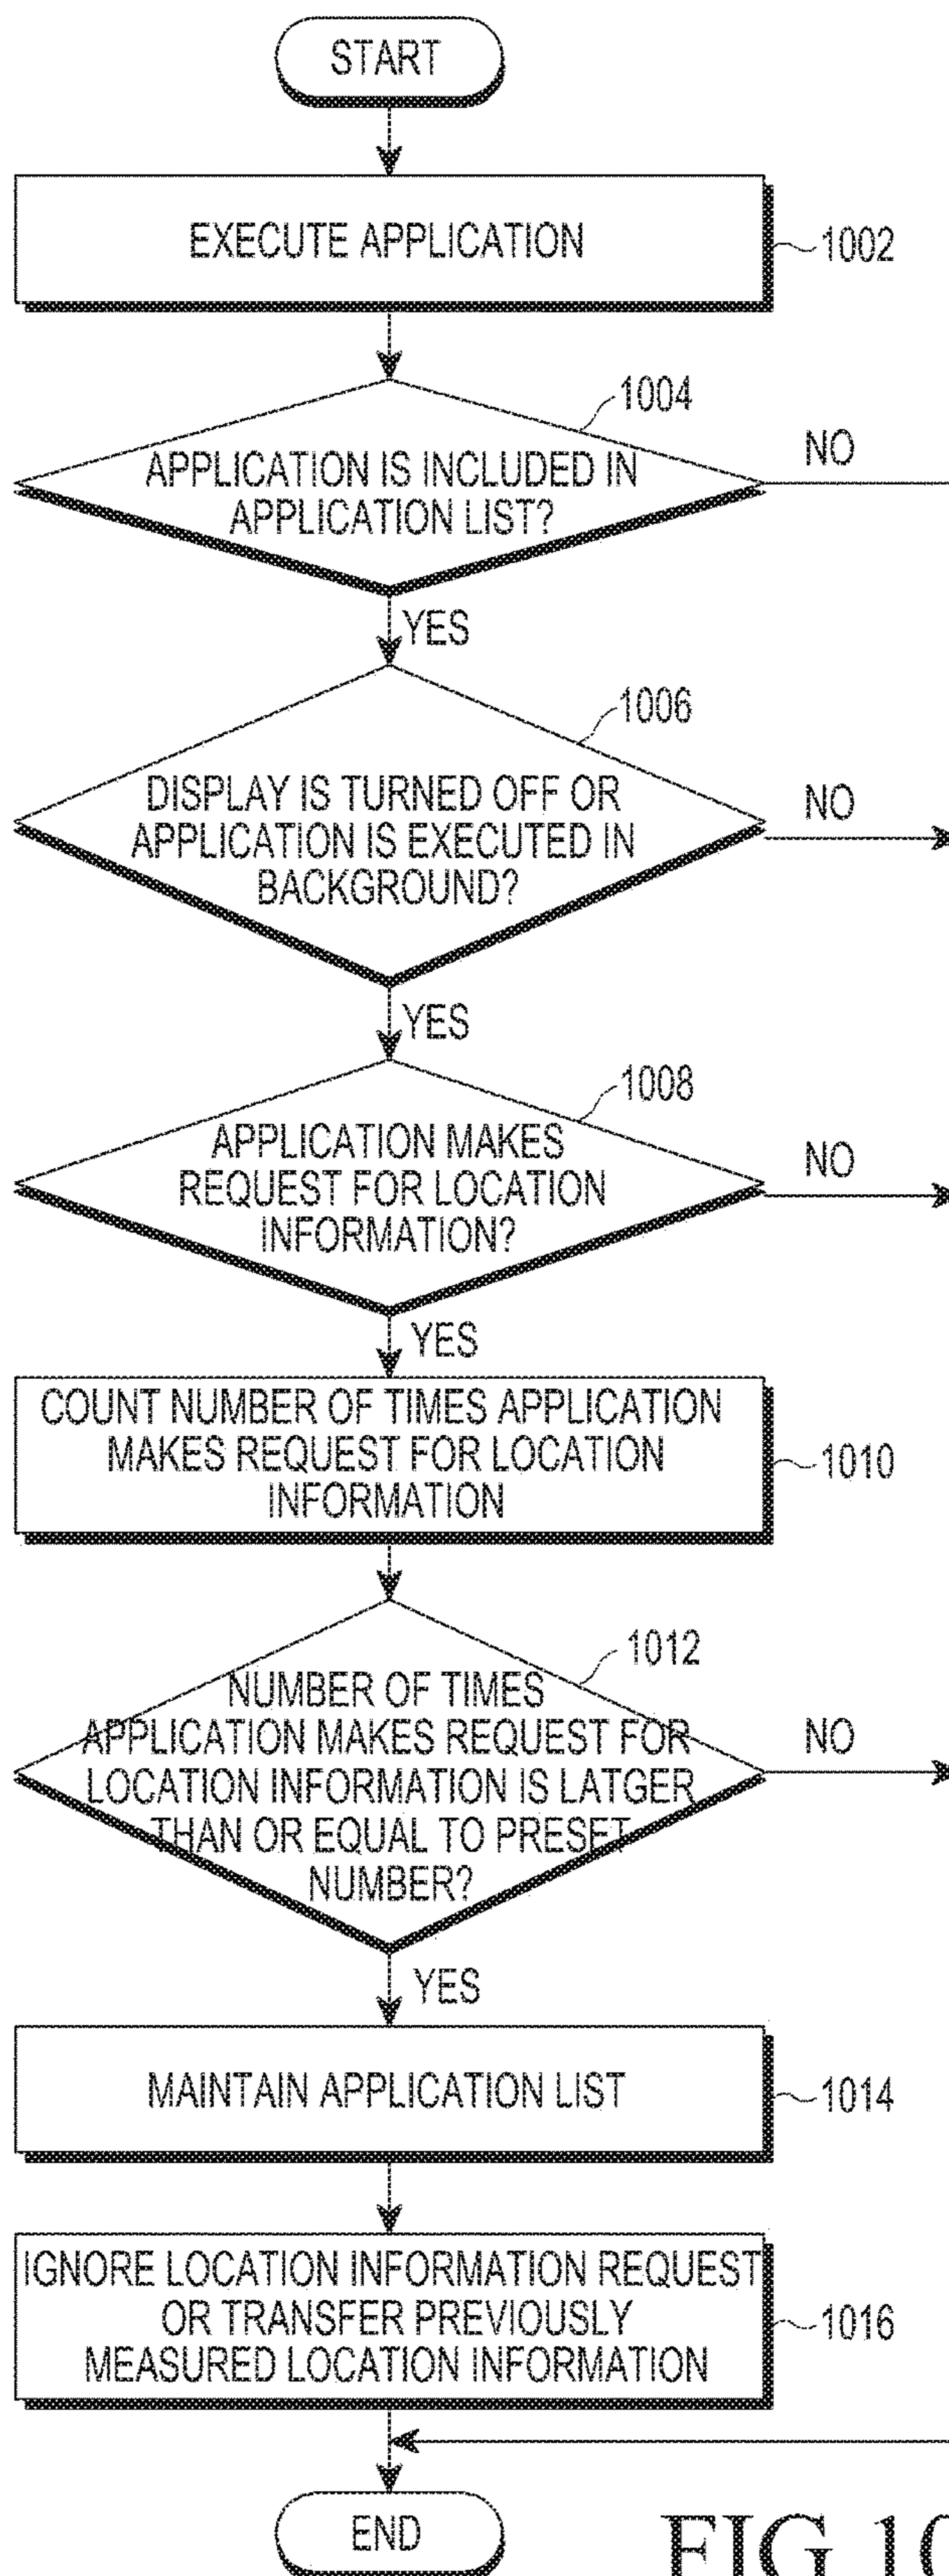 START
EXECUTE APPLICATION
1002
1004
APPLICATION IS INCLUDED IN
APPLICATION LIST?
NO
YES
1006
DISPLAY IS TURNED OFF OR
APPLICATION IS EXECUTED IN
BACKGROUND?
NO
YES
1008
APPLICATION MAKES
REQUEST FOR LOCATION
INFORMATION?
NO
YES
COUNT NUMBER OF TIMES APPLICATION
MAKES REQUEST FOR LOCATION
INFORMATION
1010
1012
NUMBER OF TIMES
APPLICATION MAKES REQUEST FOR
LOCATION INFORMATION IS LATGER
THAN OR EQUAL TO PRESET
NUMBER?
NO
YES
MAINTAIN APPLICATION LIST
1014
IGNORE LOCATION INFORMATION REQUEST
OR TRANSFER PREVIOUSLY
MEASURED LOCATION INFORMATION
1016
END
FIG.10